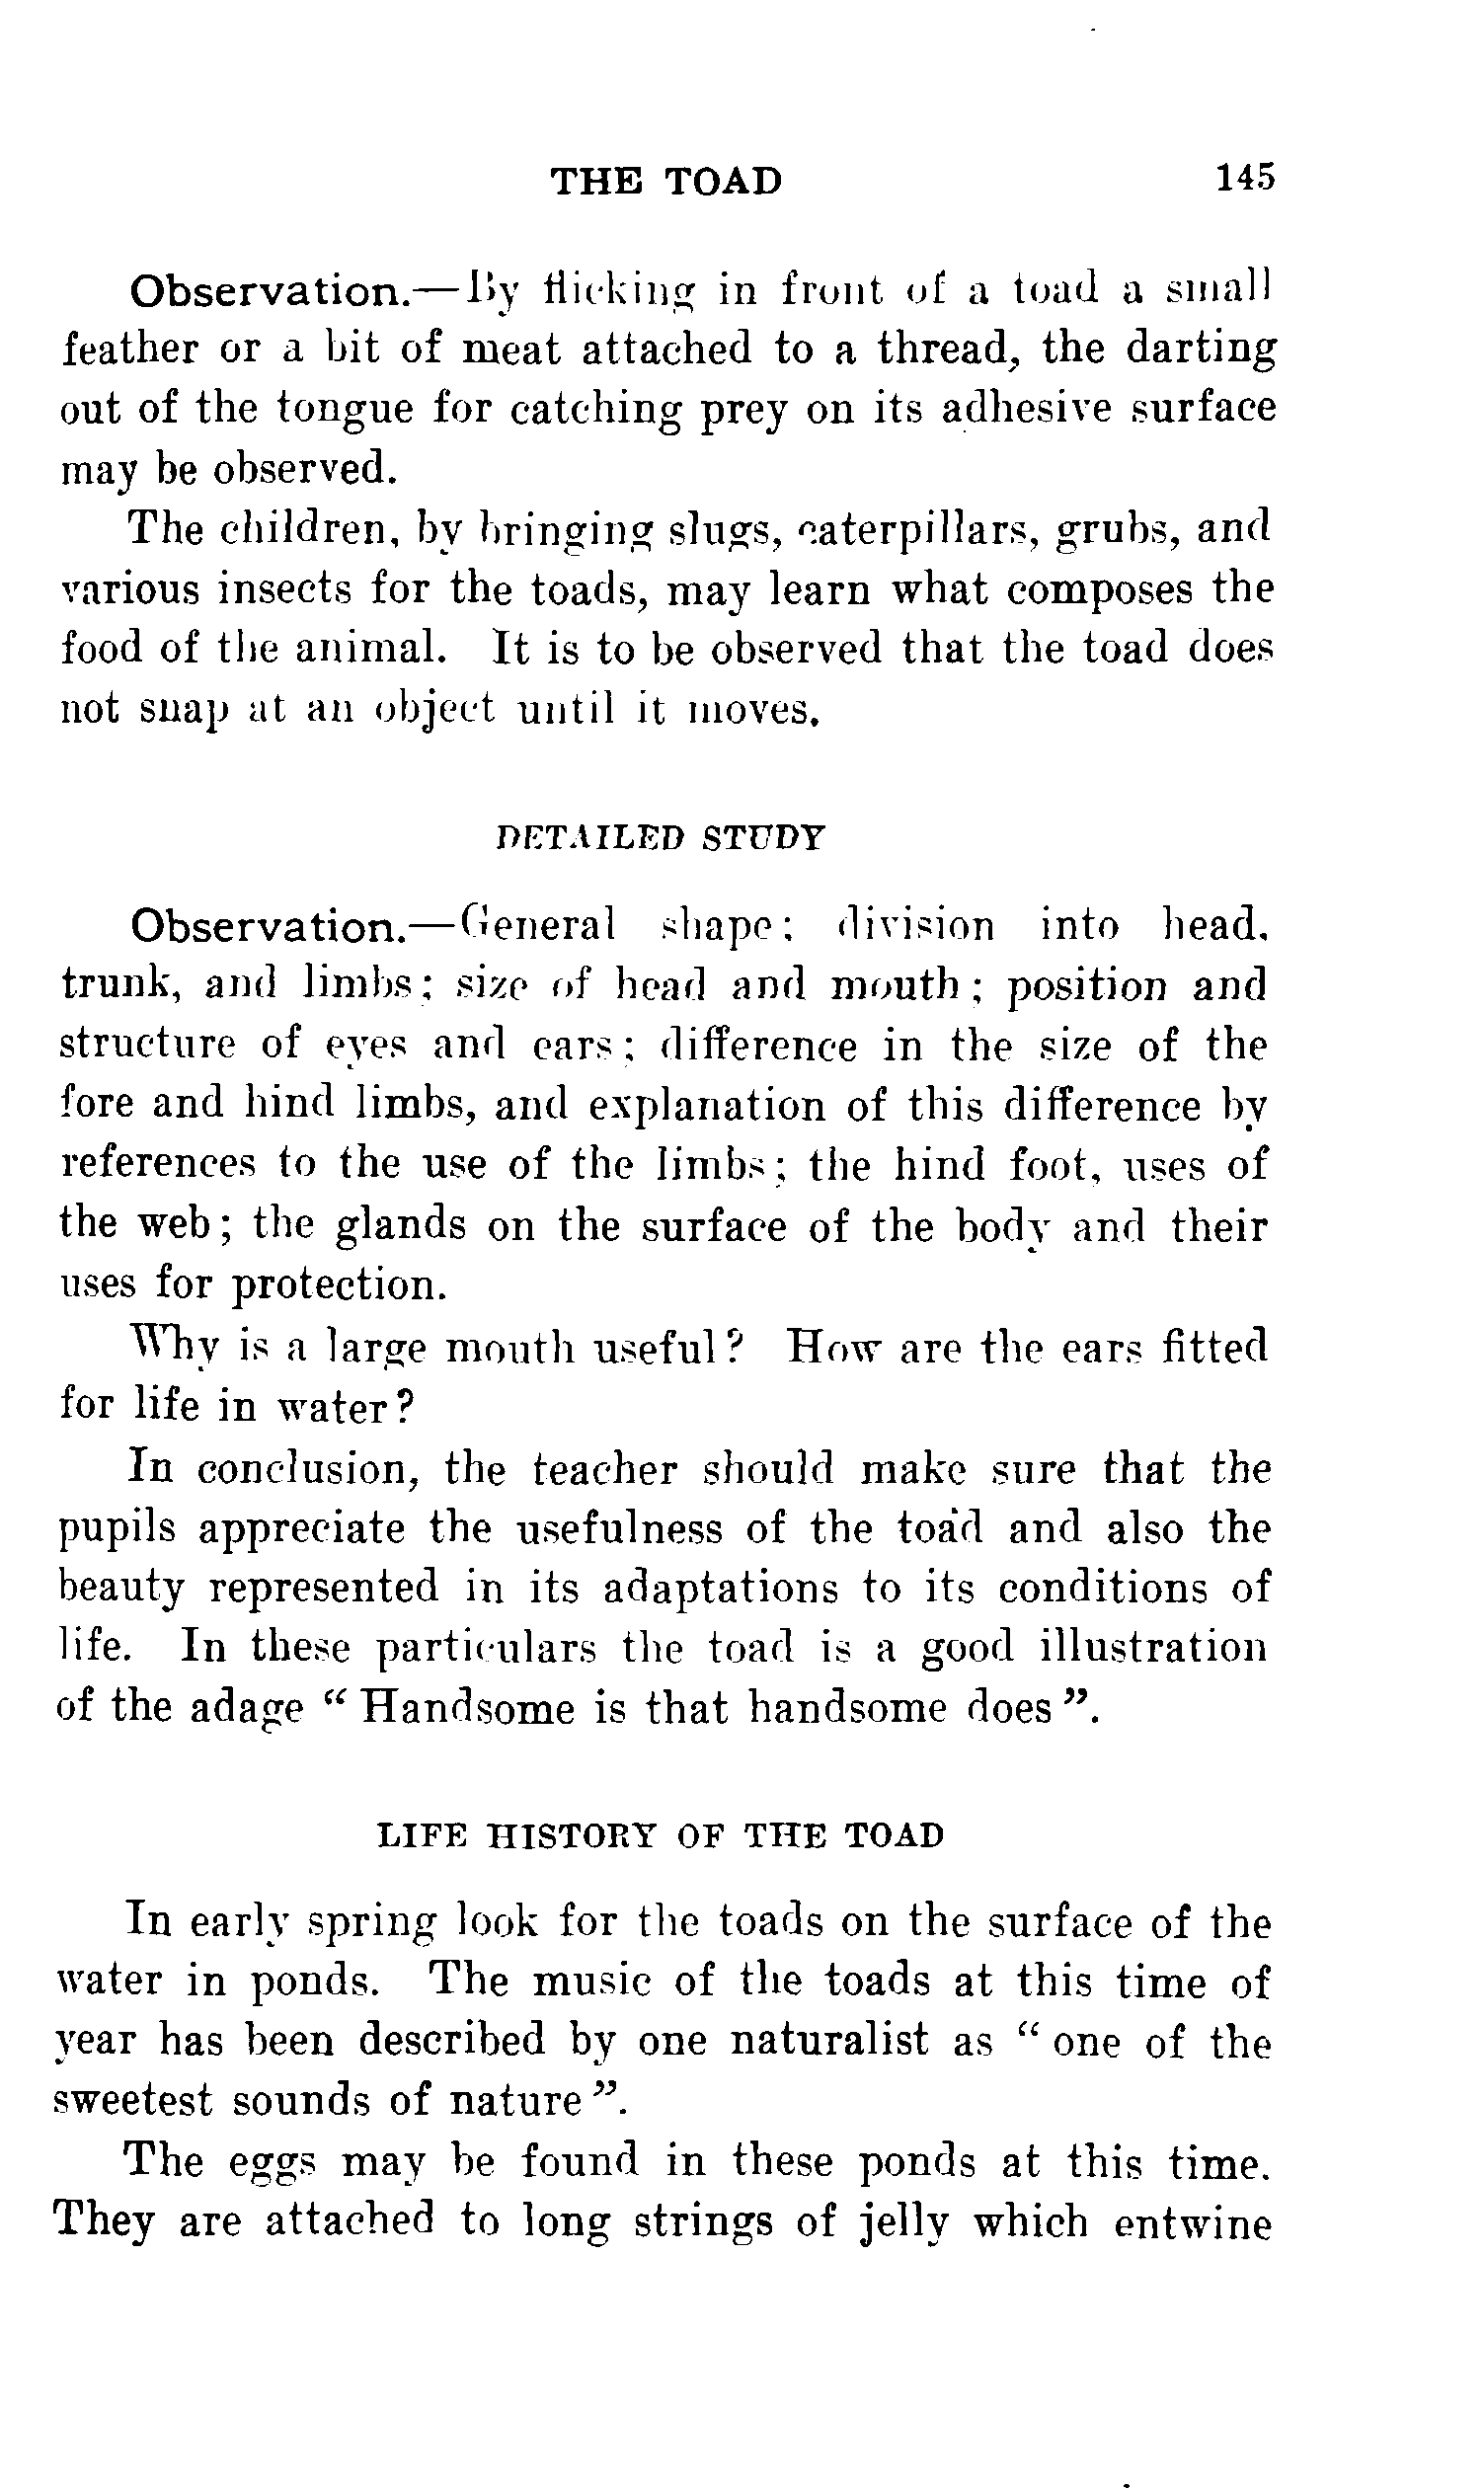 THE TOAD 145
Observation.—By flicking in front of a toad a small
feather or a bit of meat attached to a thread, the darting
out of the tongue for catching prey on its adhesive surface
may be observed.
The children, by bringing slugs, caterpillars, grubs, and
various insects for the toads, may learn what composes the
food of the animal. It is to be observed that the toad does
not snap at an object until it moves.
DETAILED STUDY
Observation.—General shape; division into head,
trunk, and limbs; size of head and mouth; position and
structure of eyes and ears; difference in the size of the
fore and hind limbs, and explanation of this difference by
references to the use of the limbs; the hind foot, uses of
the web; the glands on the surface of the body and their
uses for protection.
Why is a large mouth useful? How are the ears fitted
for life in water?
In conclusion, the teacher should make sure that the
pupils appreciate the usefulness of the toad and also the
beauty represented in its adaptations to its conditions of
life. In these particulars the toad is a good illustration
of the adage "Handsome is that handsome does".
LIFE HISTORY OF THE TOAD
In early spring look for the toads on the surface of the
water in ponds. The music of the toads at this time of
year has been described by one naturalist as "one of the
sweetest sounds of nature".
The eggs may be found in these ponds at this time.
They are attached to long strings of jelly which entwine